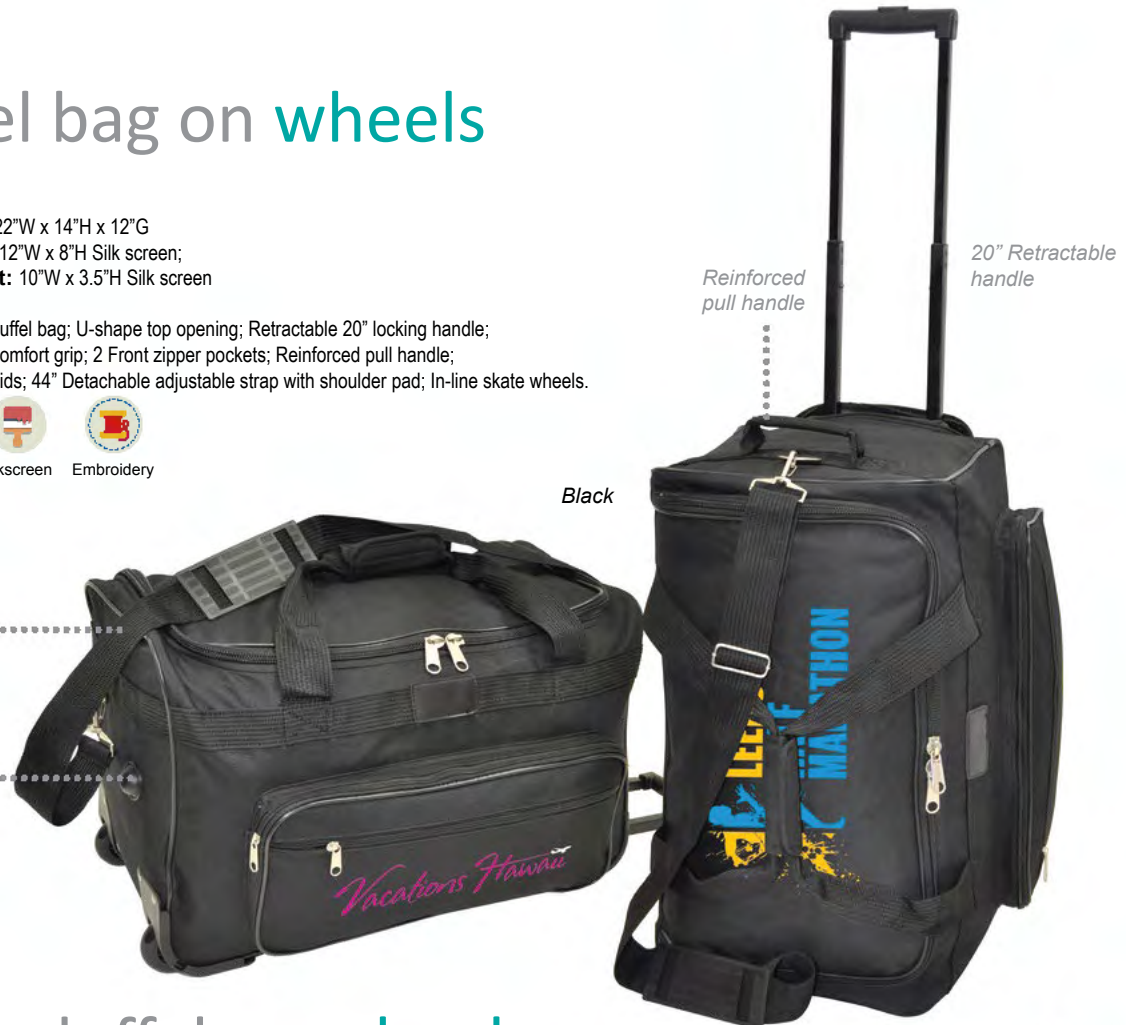 el bag on wheels
22”W x 14”H x 12”G
12”W x 8”H Silk screen;
t: 10”W x 3.5”H Silk screen
uffel bag; U-shape top opening; Retractable 20” locking handle;
omfort grip; 2 Front zipper pockets; Reinforced pull handle;
ids; 44” Detachable adjustable strap with shoulder pad; In-line skate wheels.
kscreen Embroidery
Reinforced
pull handle
20” Retractable
handle
Black
Vacations Hawaii